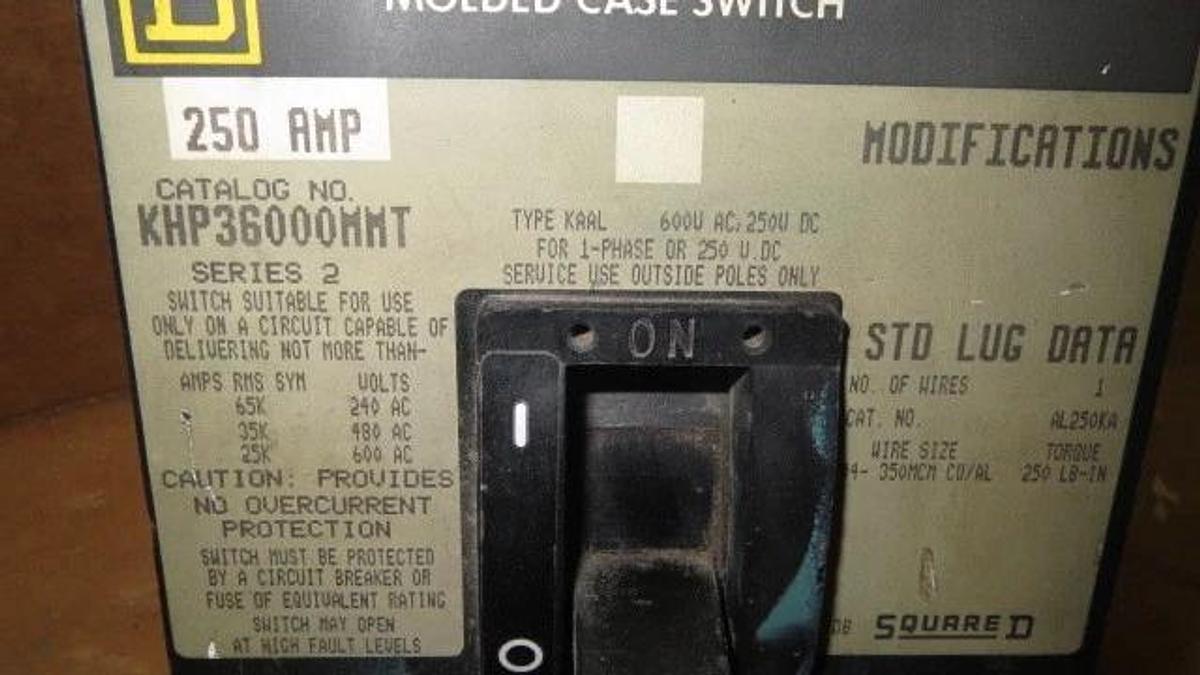 MOLDED CASE SWITCH
D
250 AMP
CATALOG NO.
KHP36000MMT
SERIES 2
SWITCH SUITABLE FOR USE
ONLY ON A CIRCUIT CAPABLE OF
DELIVERING NOT MORE THAN-
AMPS RMS SYM VOLTS
65K 240 AC
35K 480 AC
25K 600 AC
CAUTION: PROVIDES
NO OVERCURRENT
PROTECTION
SWITCH MUST BE PROTECTED
BY A CIRCUIT BREAKER OR
FUSE OF EQUIVALENT RATING
SWITCH MAY OPEN
AT HIGH FAULT LEVELS
TYPE KAAL 600V AC, 250V DC
FOR 1-PHASE OR 250 V.DC
SERVICE USE OUTSIDE POLES ONLY
ON
I
O
MODIFICATIONS
STD LUG DATA
NO. OF WIRES 1
CAT. NO. AL250KA
WIRE SIZE TORQUE
4- 350MCM CU/AL 250 LB-IN
SQUARE D